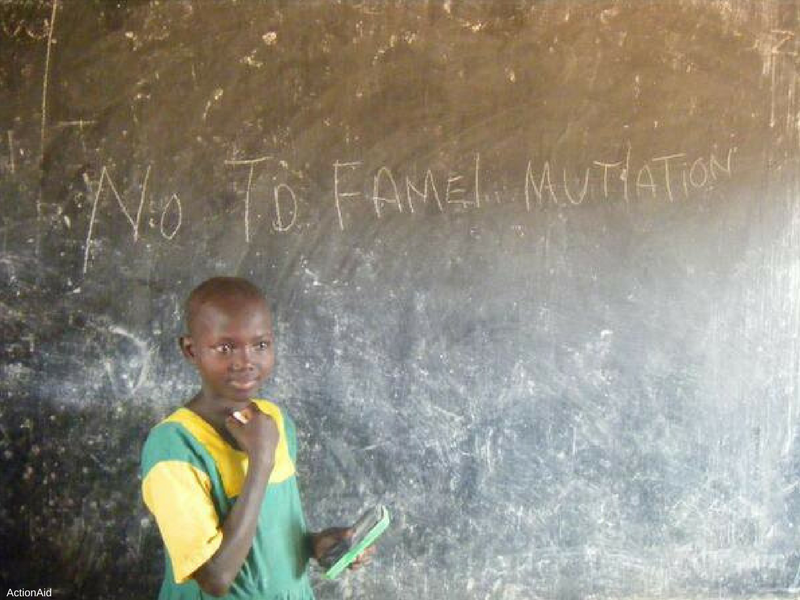 No TO FAMEL MUTIATION
ActionAid